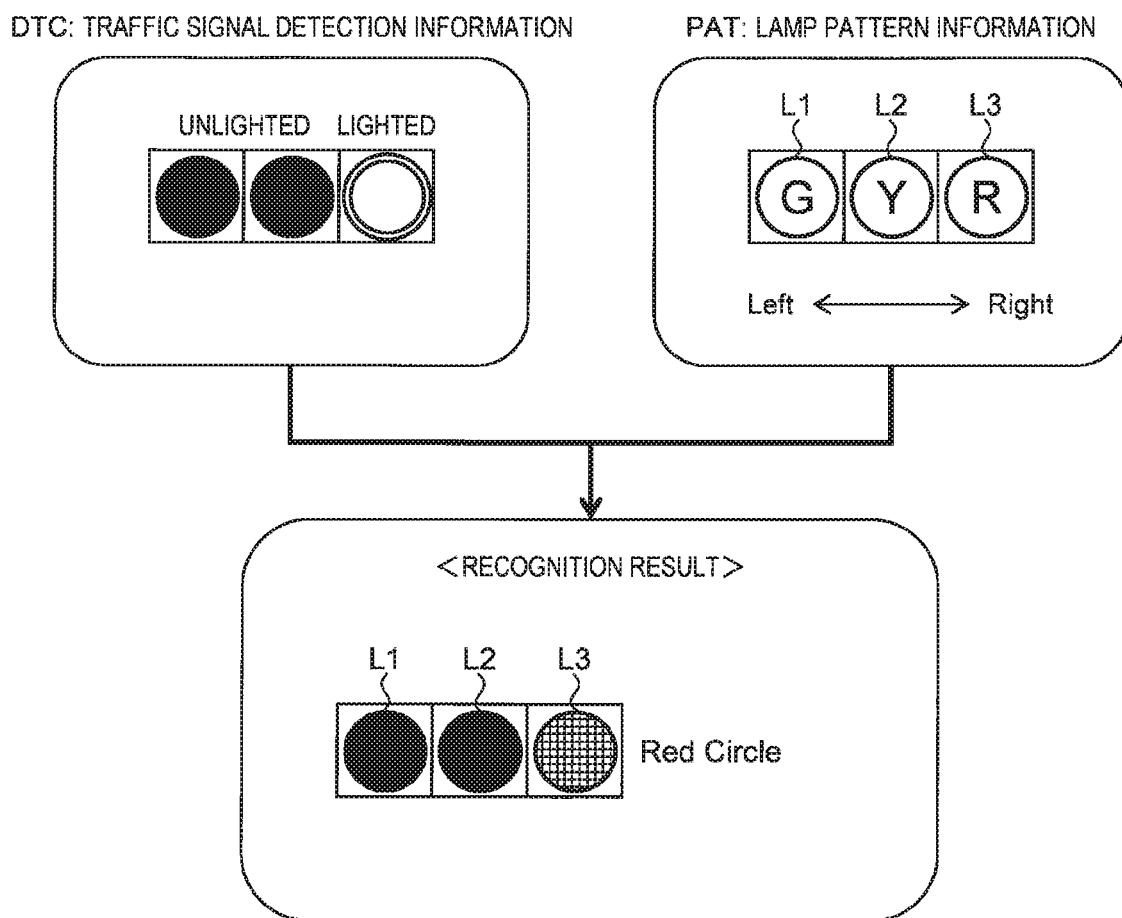 DTC: TRAFFIC SIGNAL DETECTION INFORMATION
UNLIGHTED LIGHTED
PAT: LAMP PATTERN INFORMATION
L1 L2 L3
G Y R
Left Right
<RECOGNITION RESULT>
L1 L2 L3
Red Circle